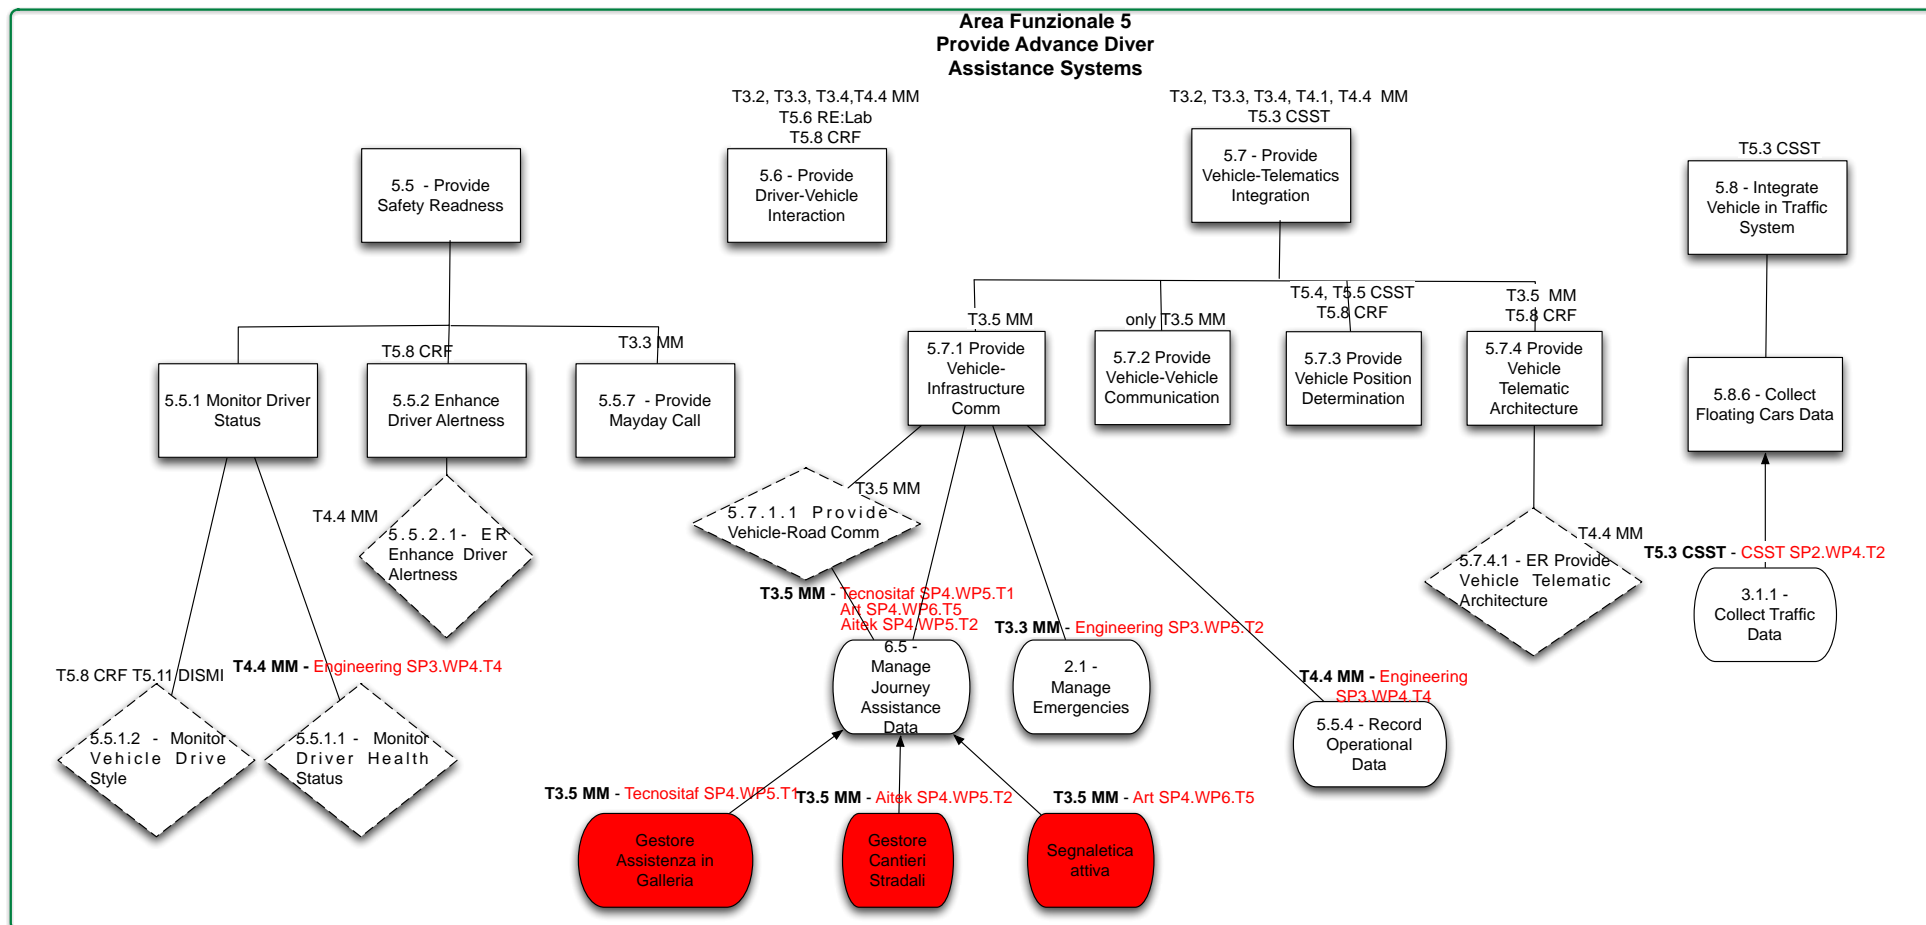 Area Funzionale 5
Provide Advance Diver
Assistance Systems
T3.2, T3.3, T3.4,T4.4 MM
T5.6 RE:Lab
T5.8 CRF
T3.2, T3.3, T3.4, T4.1, T4.4  MM
T5.3 CSST
T5.3 CSST
5.5  - Provide
Safety Readness
5.6 - Provide
Driver-Vehicle
Interaction
5.7 - Provide
Vehicle-Telematics
Integration
5.8 - Integrate
Vehicle in Traffic
System
T5.8 CRF
T3.3 MM
T3.5 MM
only T3.5 MM
T5.4, T5.5 CSST
T5.8 CRF
T3.5  MM
T5.8 CRF
5.5.1 Monitor Driver
Status
5.5.2 Enhance
Driver Alertness
5.5.7  - Provide
Mayday Call
5.7.1 Provide
Vehicle-
Infrastructure
Comm
5.7.2 Provide
Vehicle-Vehicle
Communication
5.7.3 Provide
Vehicle Position
Determination
5.7.4 Provide
Vehicle
Telematic
Architecture
5.8.6 - Collect
Floating Cars Data
T4.4 MM
5.5.2.1- ER
Enhance Driver
Alertness
T3.5 MM
5.7.1.1 Provide
Vehicle-Road Comm
T4.4 MM
5.7.4.1 - ER Provide
Vehicle Telematic
Architecture
T5.3 CSST - CSST SP2.WP4.T2
3.1.1 -
Collect Traffic
Data
T3.5 MM - Tecnositaf SP4.WP5.T1
Art SP4.WP6.T5
Aitek SP4.WP5.T2
T3.3 MM - Engineering SP3.WP5.T2
T4.4 MM - Engineering
SP3.WP4.T4
6.5 -
Manage
Journey
Assistance
Data
2.1 -
Manage
Emergencies
5.5.4 - Record
Operational
Data
T5.8 CRF T5.11 DISMI
T4.4 MM - Engineering SP3.WP4.T4
5.5.1.2 - Monitor
Vehicle Drive
Style
5.5.1.1 - Monitor
Driver Health
Status
T3.5 MM - Tecnositaf SP4.WP5.T1
T3.5 MM - Aitek SP4.WP5.T2
T3.5 MM - Art SP4.WP6.T5
Gestore
Assistenza in
Galleria
Gestore
Cantieri
Stradali
Segnaletica
attiva